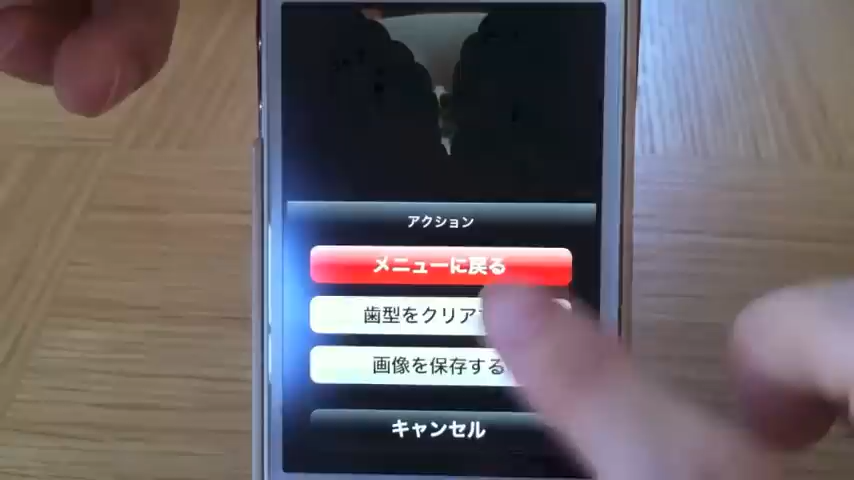 アクション
メニューに戻る
歯型をクリア
画像を保存する
キャンセル